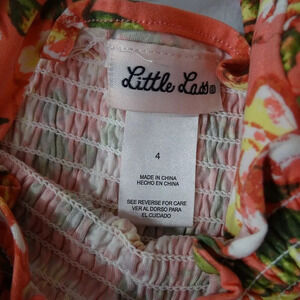 Little Lass
4
MADE IN CHINA
HECHO EN CHINA
SEE REVERSE FOR CARE
VER AL DORSO PARA
EL CUIDADO